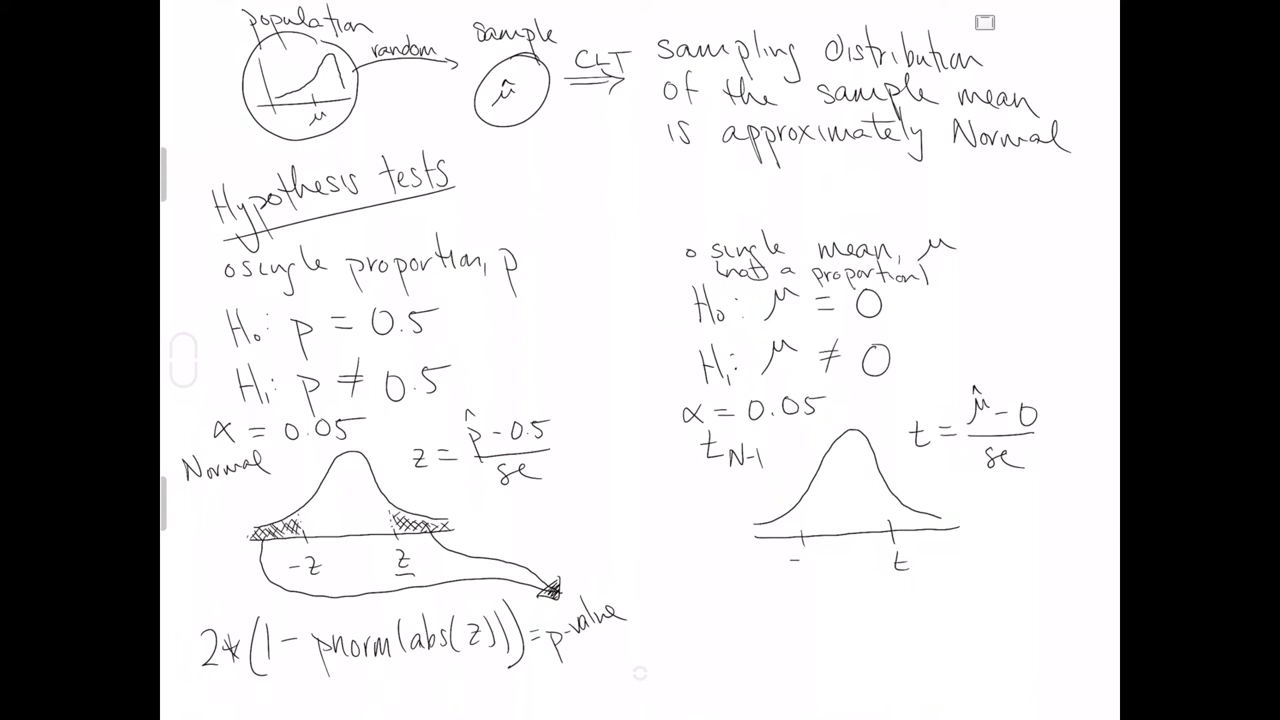 population
random
sample
CLT
sampling distribution
of the sample mean
is approximately Normal
μ
μ̂
Hypothesis tests
o single proportion, p
H₀: p = 0.5
H₁: p ≠ 0.5
α = 0.05
Normal
z = (p̂ - 0.5) / se
-z
z
2*(1 - pnorm(abs(z))) = p-value
o single mean, μ
(not a proportion)
H₀: μ = 0
H₁: μ ≠ 0
α = 0.05
t_{N-1}
t = (μ̂ - 0) / se
-
t